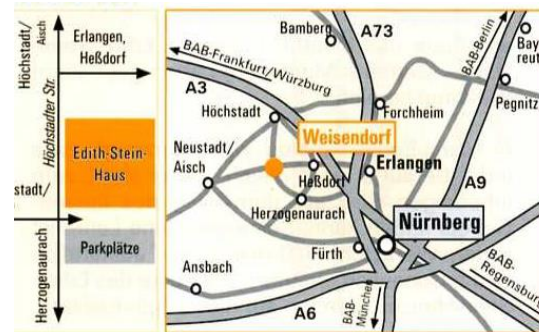 Höchstadt/
Aisch
Erlangen,
Heßdorf
Höchstadter Str.
Edith-Stein-
Haus
stadt/
Parkplätze
Herzogenaurach
Bamberg
A73
BAB-Berlin
Bay
reut
BAB-Frankfurt/Würzburg
A3
Pegnitz
Höchstadt
Forchheim
Weisendorf
Neustadt/
Aisch
Erlangen
Heßdorf
A9
Herzogenaurach
Nürnberg
Fürth
Ansbach
BAB-
Regensburg
A6
BAB-
München